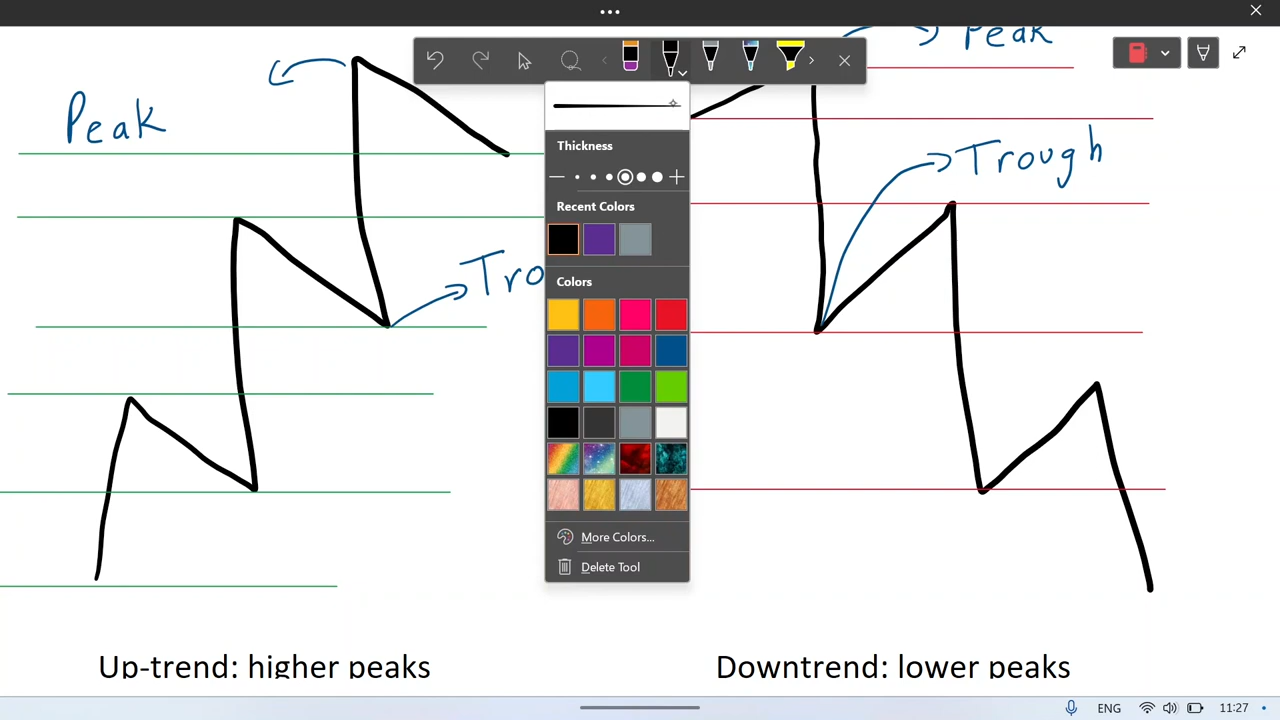 Peak
Peak
Trough
Tro
Thickness
Recent Colors
Colors
More Colors...
Delete Tool
Up-trend: higher peaks
Downtrend: lower peaks
ENG
11:27